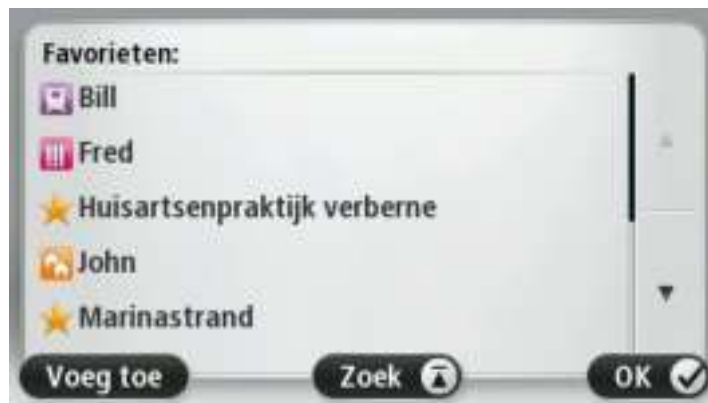 Favorieten:
Bill
Fred
Huisartsenpraktijk verberne
John
Marinastrand
Voeg toe
Zoek
OK